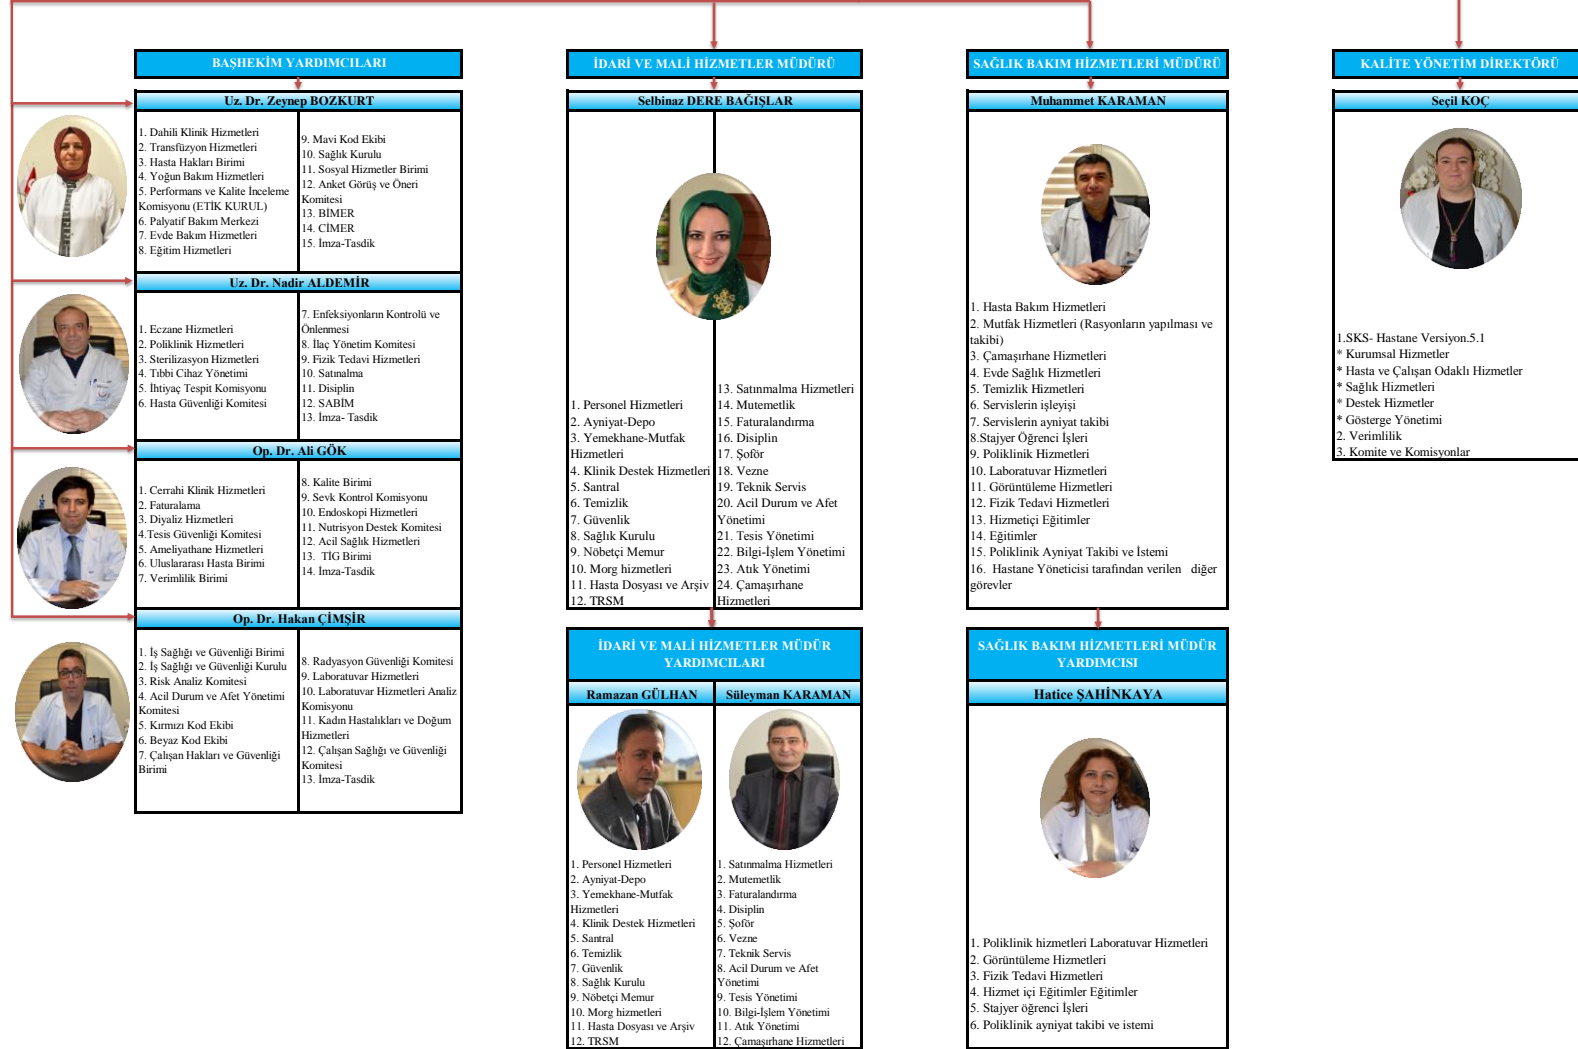 BAŞHEKİM YARDIMCILARI
Uz. Dr. Zeynep BOZKURT
1. Dahili Klinik Hizmetleri
2. Transfüzyon Hizmetleri
3. Hasta Hakları Birimi
4. Yoğun Bakım Hizmetleri
5. Performans ve Kalite İnceleme
Komisyonu (ETİK KURUL)
6. Palyatif Bakım Merkezi
7. Evde Bakım Hizmetleri
8. Eğitim Hizmetleri
9. Mavi Kod Ekibi
10. Sağlık Kurulu
11. Sosyal Hizmetler Birimi
12. Anket Görüş ve Öneri
Komitesi
13. BİMER
14. CİMER
15. İmza-Tasdik
Uz. Dr. Nadir ALDEMİR
1. Eczane Hizmetleri
2. Poliklinik Hizmetleri
3. Sterilizasyon Hizmetleri
4. Tıbbi Cihaz Yönetimi
5. İhtiyaç Tespit Komisyonu
6. Hasta Güvenliği Komitesi
7. Enfeksiyonların Kontrolü ve
Önlenmesi
8. İlaç Yönetim Komitesi
9. Fizik Tedavi Hizmetleri
10. Satınalma
11. Disiplin
12. SABİM
13. İmza- Tasdik
Op. Dr. Ali GÖK
1. Cerrahi Klinik Hizmetleri
2. Faturalama
3. Diyaliz Hizmetleri
4.Tesis Güvenliği Komitesi
5. Ameliyathane Hizmetleri
6. Uluslararası Hasta Birimi
7. Verimlilik Birimi
8. Kalite Birimi
9. Sevk Kontrol Komisyonu
10. Endoskopi Hizmetleri
11. Nutrisyon Destek Komitesi
12. Acil Sağlık Hizmetleri
13.  TİG Birimi
14. İmza-Tasdik
Op. Dr. Hakan ÇİMŞİR
1. İş Sağlığı ve Güvenliği Birimi
2. İş Sağlığı ve Güvenliği Kurulu
3. Risk Analiz Komitesi
4. Acil Durum ve Afet Yönetimi
Komitesi
5. Kırmızı Kod Ekibi
6. Beyaz Kod Ekibi
7. Çalışan Hakları ve Güvenliği
Birimi
8. Radyasyon Güvenliği Komitesi
9. Laboratuvar Hizmetleri
10. Laboratuvar Hizmetleri Analiz
Komisyonu
11. Kadın Hastalıkları ve Doğum
Hizmetleri
12. Çalışan Sağlığı ve Güvenliği
Komitesi
13. İmza-Tasdik
İDARİ VE MALİ HİZMETLER MÜDÜRÜ
Selbinaz DERE BAĞIŞLAR
1. Personel Hizmetleri
2. Ayniyat-Depo
3. Yemekhane-Mutfak
Hizmetleri
4. Klinik Destek Hizmetleri
5. Santral
6. Temizlik
7. Güvenlik
8. Sağlık Kurulu
9. Nöbetçi Memur
10. Morg hizmetleri
11. Hasta Dosyası ve Arşiv
12. TRSM
13. Satınmalma Hizmetleri
14. Mutemetlik
15. Faturalandırma
16. Disiplin
17. Şoför
18. Vezne
19. Teknik Servis
20. Acil Durum ve Afet
Yönetimi
21. Tesis Yönetimi
22. Bilgi-İşlem Yönetimi
23. Atık Yönetimi
24. Çamaşırhane
Hizmetleri
İDARİ VE MALİ HİZMETLER MÜDÜR
YARDIMCILARI
Ramazan GÜLHAN
1. Personel Hizmetleri
2. Ayniyat-Depo
3. Yemekhane-Mutfak
Hizmetleri
4. Klinik Destek Hizmetleri
5. Santral
6. Temizlik
7. Güvenlik
8. Sağlık Kurulu
9. Nöbetçi Memur
10. Morg hizmetleri
11. Hasta Dosyası ve Arşiv
12. TRSM
Süleyman KARAMAN
1. Satınmalma Hizmetleri
2. Mutemetlik
3. Faturalandırma
4. Disiplin
5. Şoför
6. Vezne
7. Teknik Servis
8. Acil Durum ve Afet
Yönetimi
9. Tesis Yönetimi
10. Bilgi-İşlem Yönetimi
11. Atık Yönetimi
12. Çamaşırhane Hizmetleri
SAĞLIK BAKIM HİZMETLERİ MÜDÜRÜ
Muhammet KARAMAN
1. Hasta Bakım Hizmetleri
2. Mutfak Hizmetleri (Rasyonların yapılması ve
takibi)
3. Çamaşırhane Hizmetleri
4. Evde Sağlık Hizmetleri
5. Temizlik Hizmetleri
6. Servislerin işleyişi
7. Servislerin ayniyat takibi
8.Stajyer Öğrenci İşleri
9. Poliklinik Hizmetleri
10. Laboratuvar Hizmetleri
11. Görüntüleme Hizmetleri
12. Fizik Tedavi Hizmetleri
13. Hizmetiçi Eğitimler
14. Eğitimler
15. Poliklinik Ayniyat Takibi ve İstemi
16.  Hastane Yöneticisi tarafından verilen   diğer
görevler
SAĞLIK BAKIM HİZMETLERİ MÜDÜR
YARDIMCISI
Hatice ŞAHİNKAYA
1. Poliklinik hizmetleri Laboratuvar Hizmetleri
2. Görüntüleme Hizmetleri
3. Fizik Tedavi Hizmetleri
4. Hizmet içi Eğitimler Eğitimler
5. Stajyer öğrenci İşleri
6. Poliklinik ayniyat takibi ve istemi
KALİTE YÖNETİM DİREKTÖRÜ
Seçil KOÇ
1.SKS- Hastane Versiyon.5.1
* Kurumsal Hizmetler
* Hasta ve Çalışan Odaklı Hizmetler
* Sağlık Hizmetleri
* Destek Hizmetler
* Gösterge Yönetimi
2. Verimlilik
3. Komite ve Komisyonlar